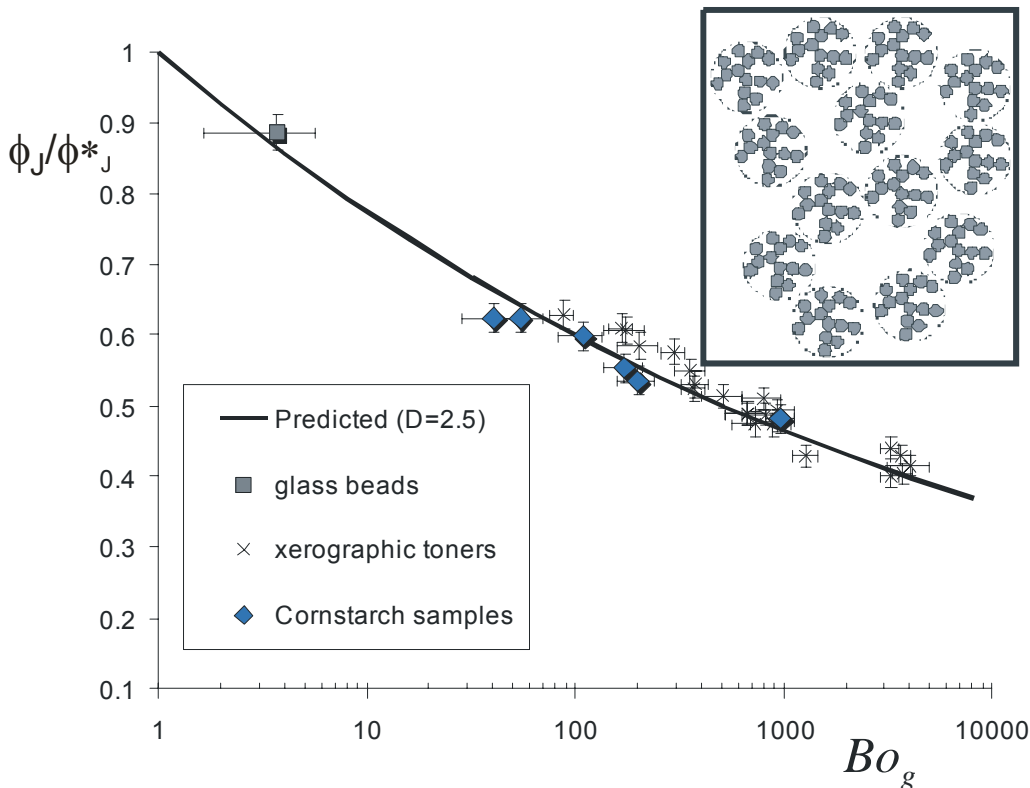 1
0.9
ϕJ/ϕ*J
0.8
0.7
0.6
0.5
0.4
0.3
0.2
0.1
Predicted (D=2.5)
glass beads
xerographic toners
Cornstarch samples
1 10 100 1000 10000
Bog